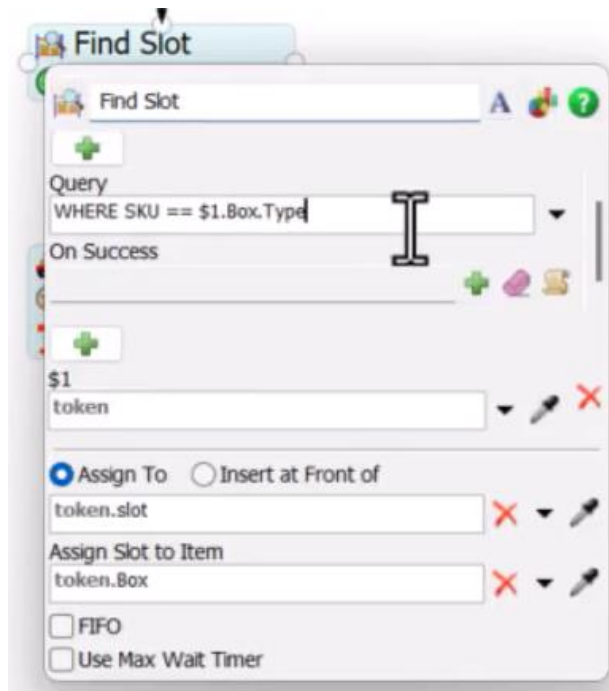 Find Slot
Find Slot
A
?
Query
WHERE SKU == $1.Box.Type
On Success
$1
token
Assign To Insert at Front of
token.slot
Assign Slot to Item
token.Box
FIFO
Use Max Wait Timer